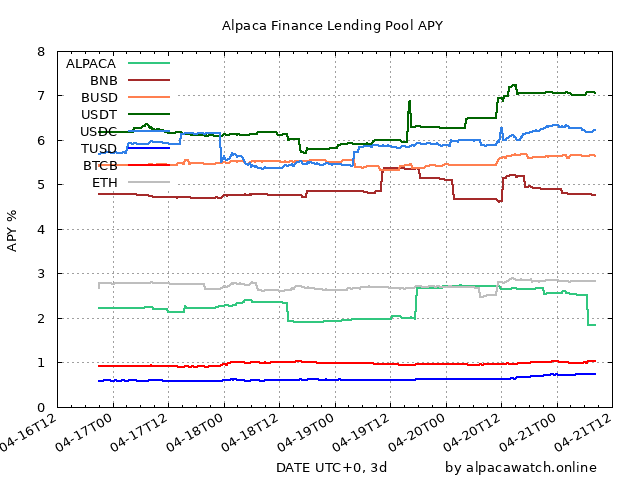 Alpaca Finance Lending Pool APY
8
7
6
5
4
3
2
1
0
APY %
ALPACA
BNB
BUSD
USDT
USDC
TUSD
BTCB
ETH
04-16T12
04-17T00
04-17T12
04-18T00
04-18T12
04-19T00
04-19T12
04-20T00
04-20T12
04-21T00
04-21T12
DATE UTC+0, 3d
by alpacawatch.online